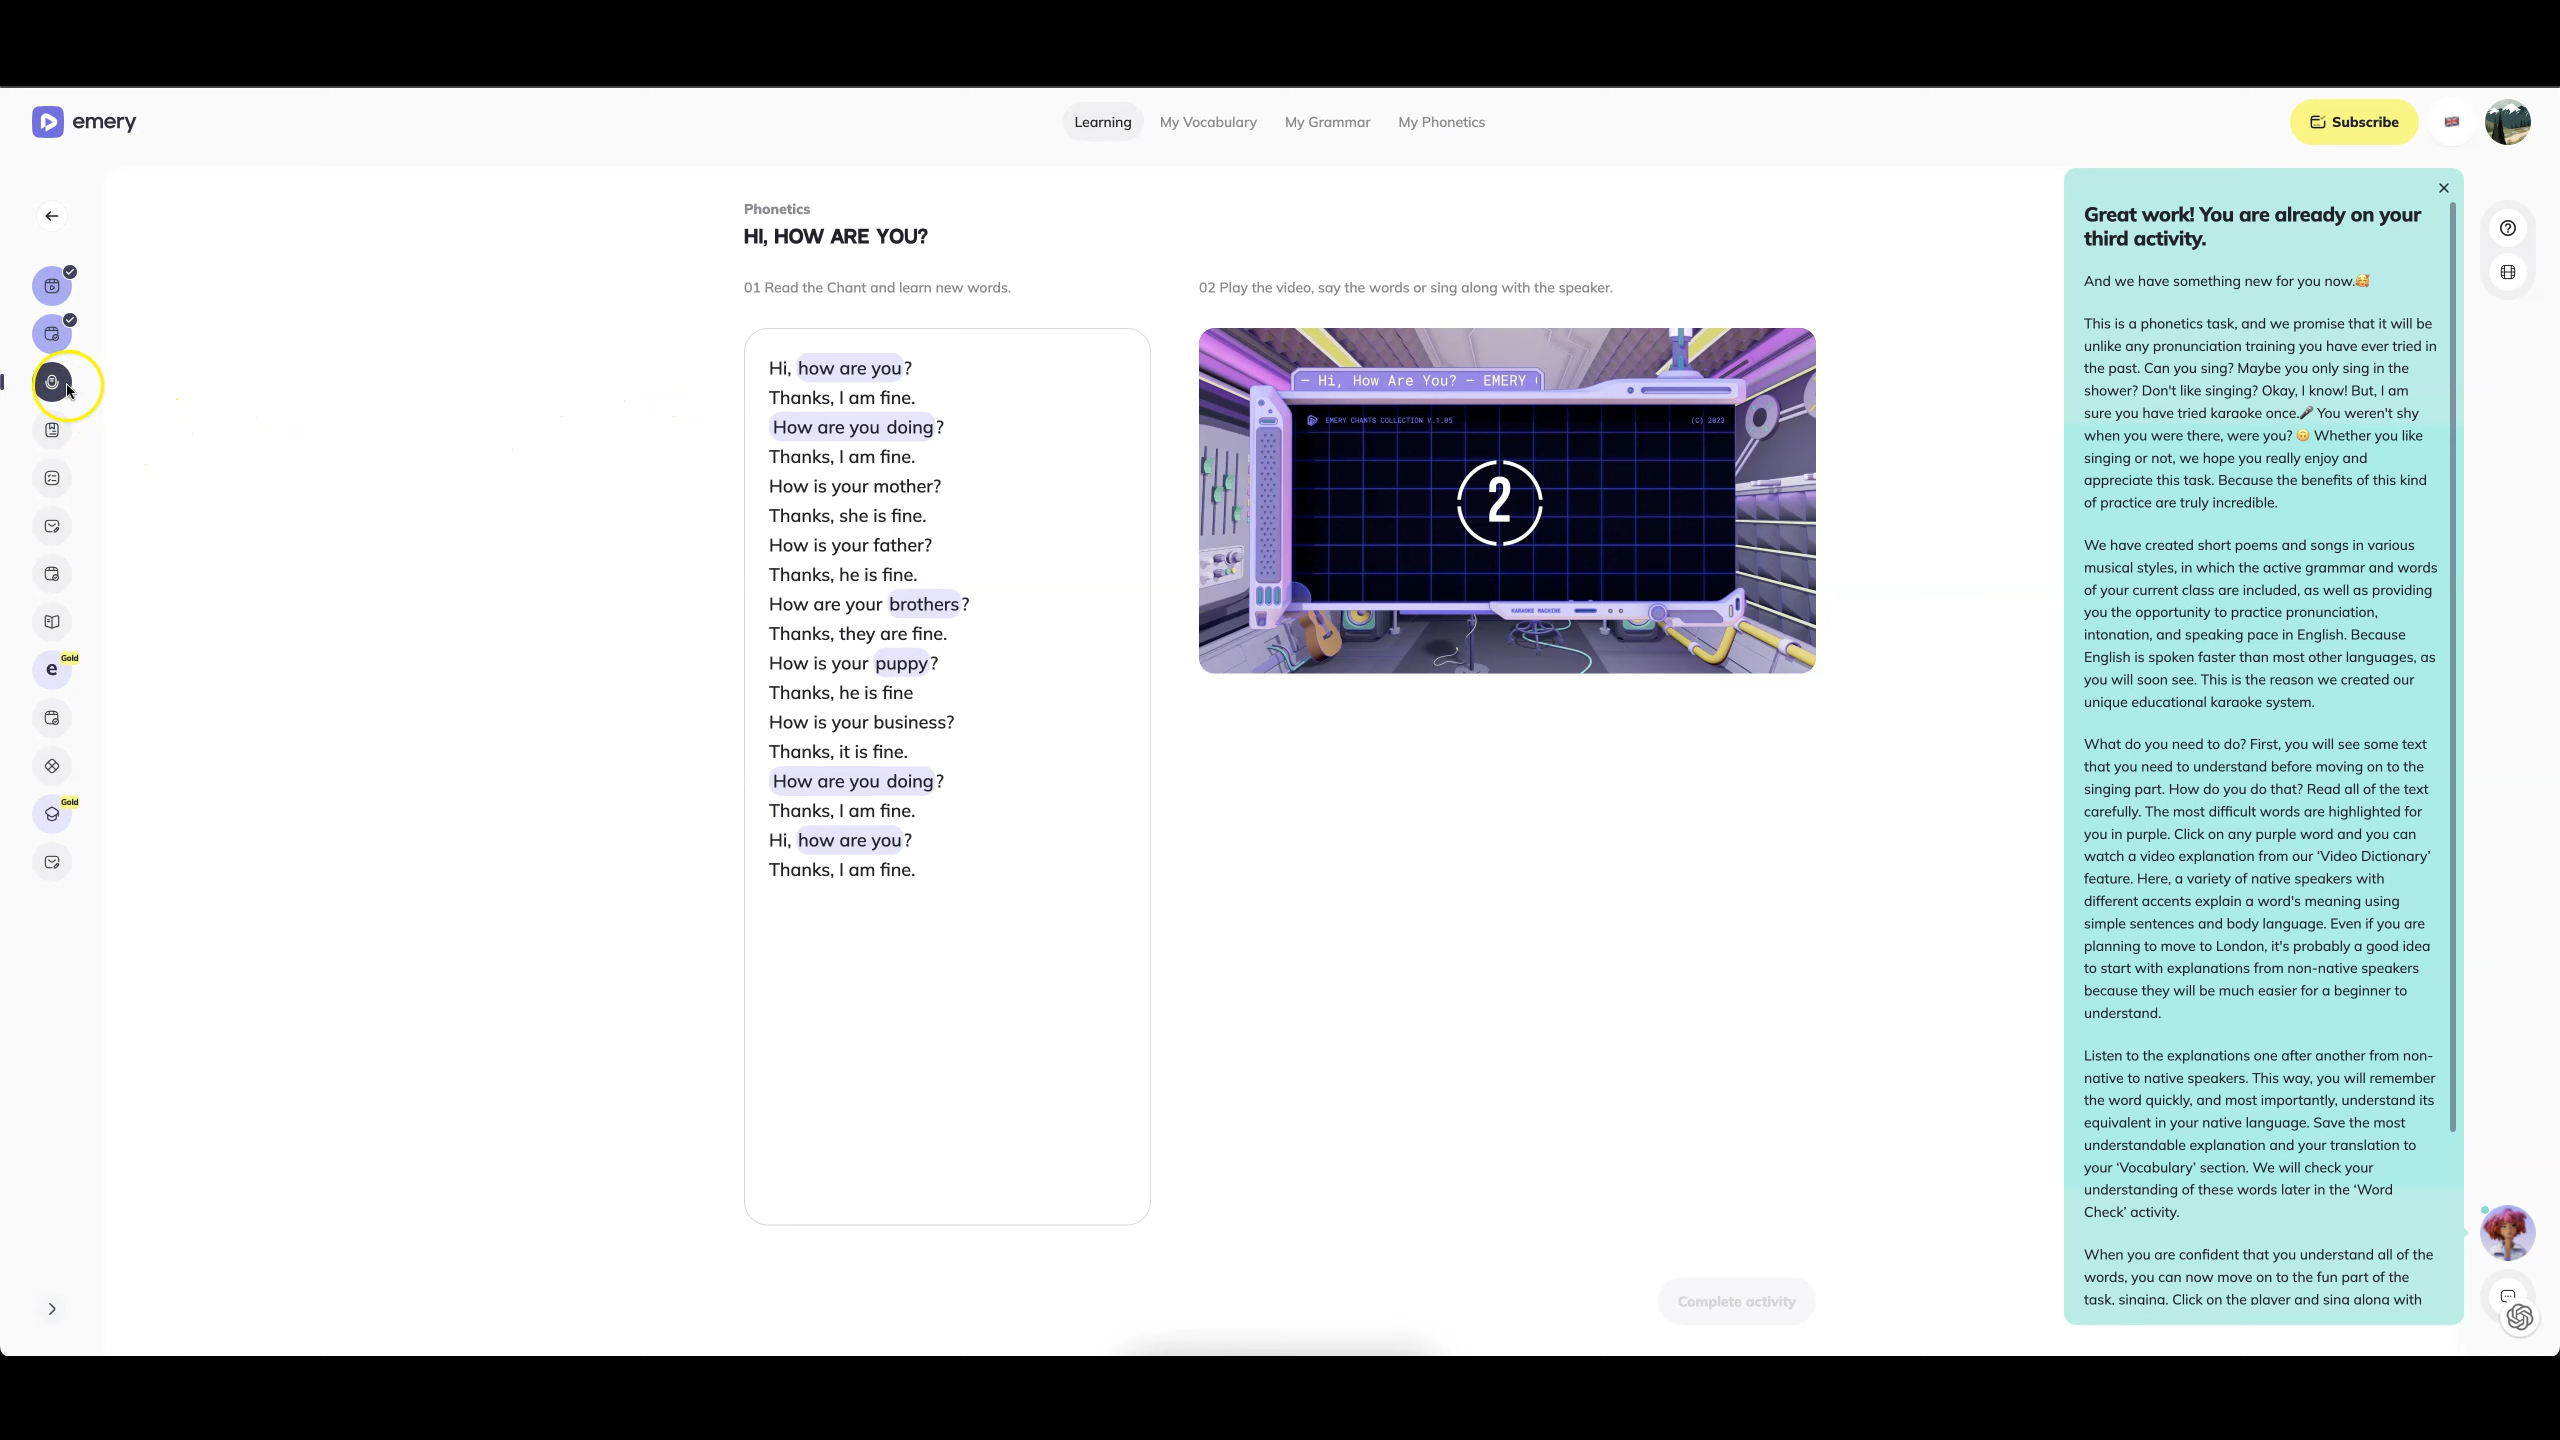 emery
Learning
My Vocabulary
My Grammar
My Phonetics
Subscribe
Phonetics
HI, HOW ARE YOU?
01 Read the Chant and learn new words.
Hi, how are you?
Thanks, I am fine.
How are you doing?
Thanks, I am fine.
How is your mother?
Thanks, she is fine.
How is your father?
Thanks, he is fine.
How are your brothers?
Thanks, they are fine.
How is your puppy?
Thanks, he is fine
How is your business?
Thanks, it is fine.
How are you doing?
Thanks, I am fine.
Hi, how are you?
Thanks, I am fine.
02 Play the video, say the words or sing along with the speaker.
— Hi, How Are You? — EMERY
EMERY CHANTS COLLECTION V.1.05
(C) 2023
2
KARAOKE MACHINE
Complete activity
Gold
e
Gold
Great work! You are already on your
third activity.
And we have something new for you now.🥰
This is a phonetics task, and we promise that it will be
unlike any pronunciation training you have ever tried in
the past. Can you sing? Maybe you only sing in the
shower? Don't like singing? Okay, I know! But, I am
sure you have tried karaoke once.🎤 You weren't shy
when you were there, were you? 🙃 Whether you like
singing or not, we hope you really enjoy and
appreciate this task. Because the benefits of this kind
of practice are truly incredible.
We have created short poems and songs in various
musical styles, in which the active grammar and words
of your current class are included, as well as providing
you the opportunity to practice pronunciation,
intonation, and speaking pace in English. Because
English is spoken faster than most other languages, as
you will soon see. This is the reason we created our
unique educational karaoke system.
What do you need to do? First, you will see some text
that you need to understand before moving on to the
singing part. How do you do that? Read all of the text
carefully. The most difficult words are highlighted for
you in purple. Click on any purple word and you can
watch a video explanation from our ‘Video Dictionary’
feature. Here, a variety of native speakers with
different accents explain a word's meaning using
simple sentences and body language. Even if you are
planning to move to London, it's probably a good idea
to start with explanations from non-native speakers
because they will be much easier for a beginner to
understand.
Listen to the explanations one after another from non-
native to native speakers. This way, you will remember
the word quickly, and most importantly, understand its
equivalent in your native language. Save the most
understandable explanation and your translation to
your ‘Vocabulary’ section. We will check your
understanding of these words later in the ‘Word
Check’ activity.
When you are confident that you understand all of the
words, you can now move on to the fun part of the
task, singing. Click on the player and sing along with